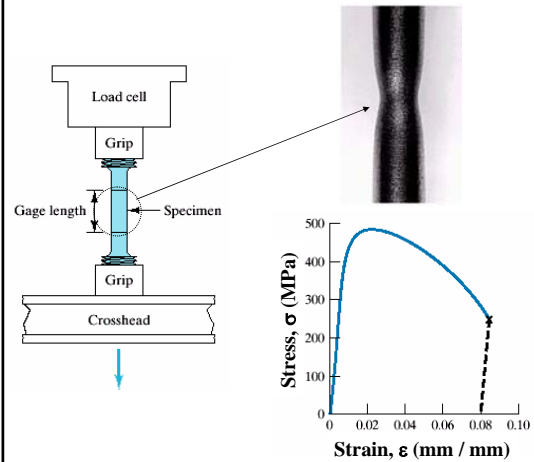 Load cell
Grip
Gage length
Specimen
Grip
Crosshead
Stress, σ (MPa)
500
400
300
200
100
0
0 0.02 0.04 0.06 0.08 0.10
Strain, ε (mm / mm)